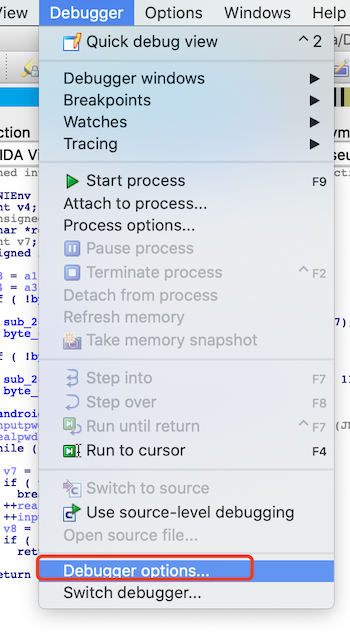 View Debugger Options Windows Help
Quick debug view ^ 2
Debugger windows
Breakpoints
Watches
Tracing
Start process F9
Attach to process...
Process options...
Pause process
Terminate process ^ F2
Detach from process
Refresh memory
Take memory snapshot
Step into F7
Step over F8
Run until return ^ F7
Run to cursor F4
Switch to source
Use source-level debugging
Open source file...
Debugger options...
Switch debugger...